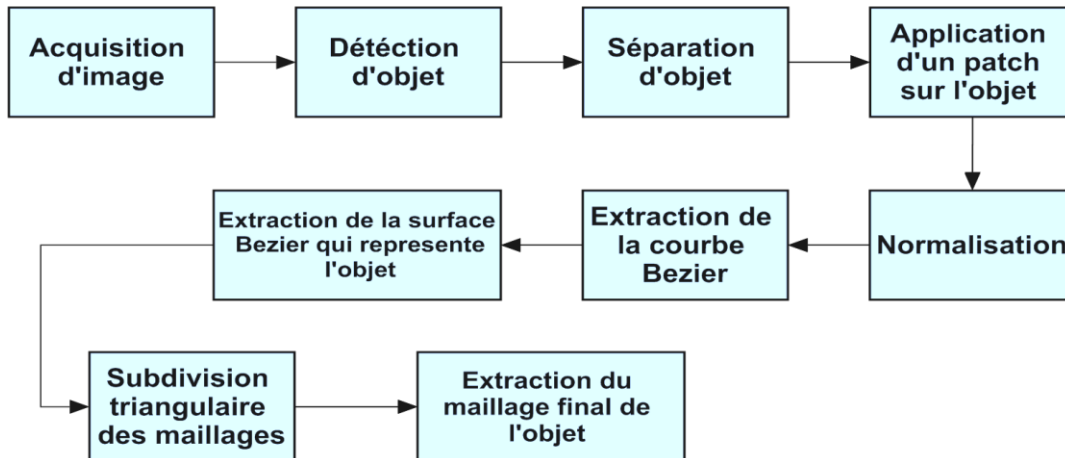 Acquisition
d'image
Détéction
d'objet
Séparation
d'objet
Application
d'un patch
sur l'objet
Normalisation
Extraction de
la courbe
Bezier
Extraction de la surface
Bezier qui represente
l'objet
Subdivision
triangulaire
des maillages
Extraction du
maillage final de
l'objet